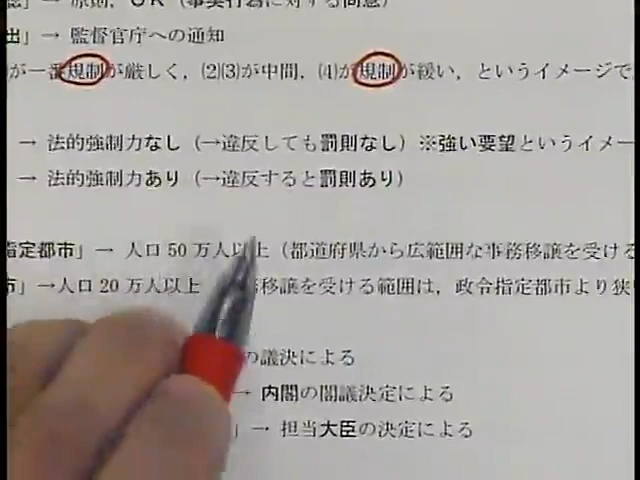 」→ 原則，OK（事実行為に対する同意）
出」→ 監督官庁への通知
が一番規制が厳しく，(2)(3)が中間，(4)が規制が緩い，というイメージで
→ 法的強制力なし（→違反しても罰則なし）※強い要望というイメー
→ 法的強制力あり（→違反すると罰則あり）
指定都市」→ 人口 50 万人以上（都道府県から広範囲な事務移譲を受ける
市」→人口 20 万人以上 務移譲を受ける範囲は，政令指定都市より狭
の議決による
→ 内閣の閣議決定による
」→ 担当大臣の決定による